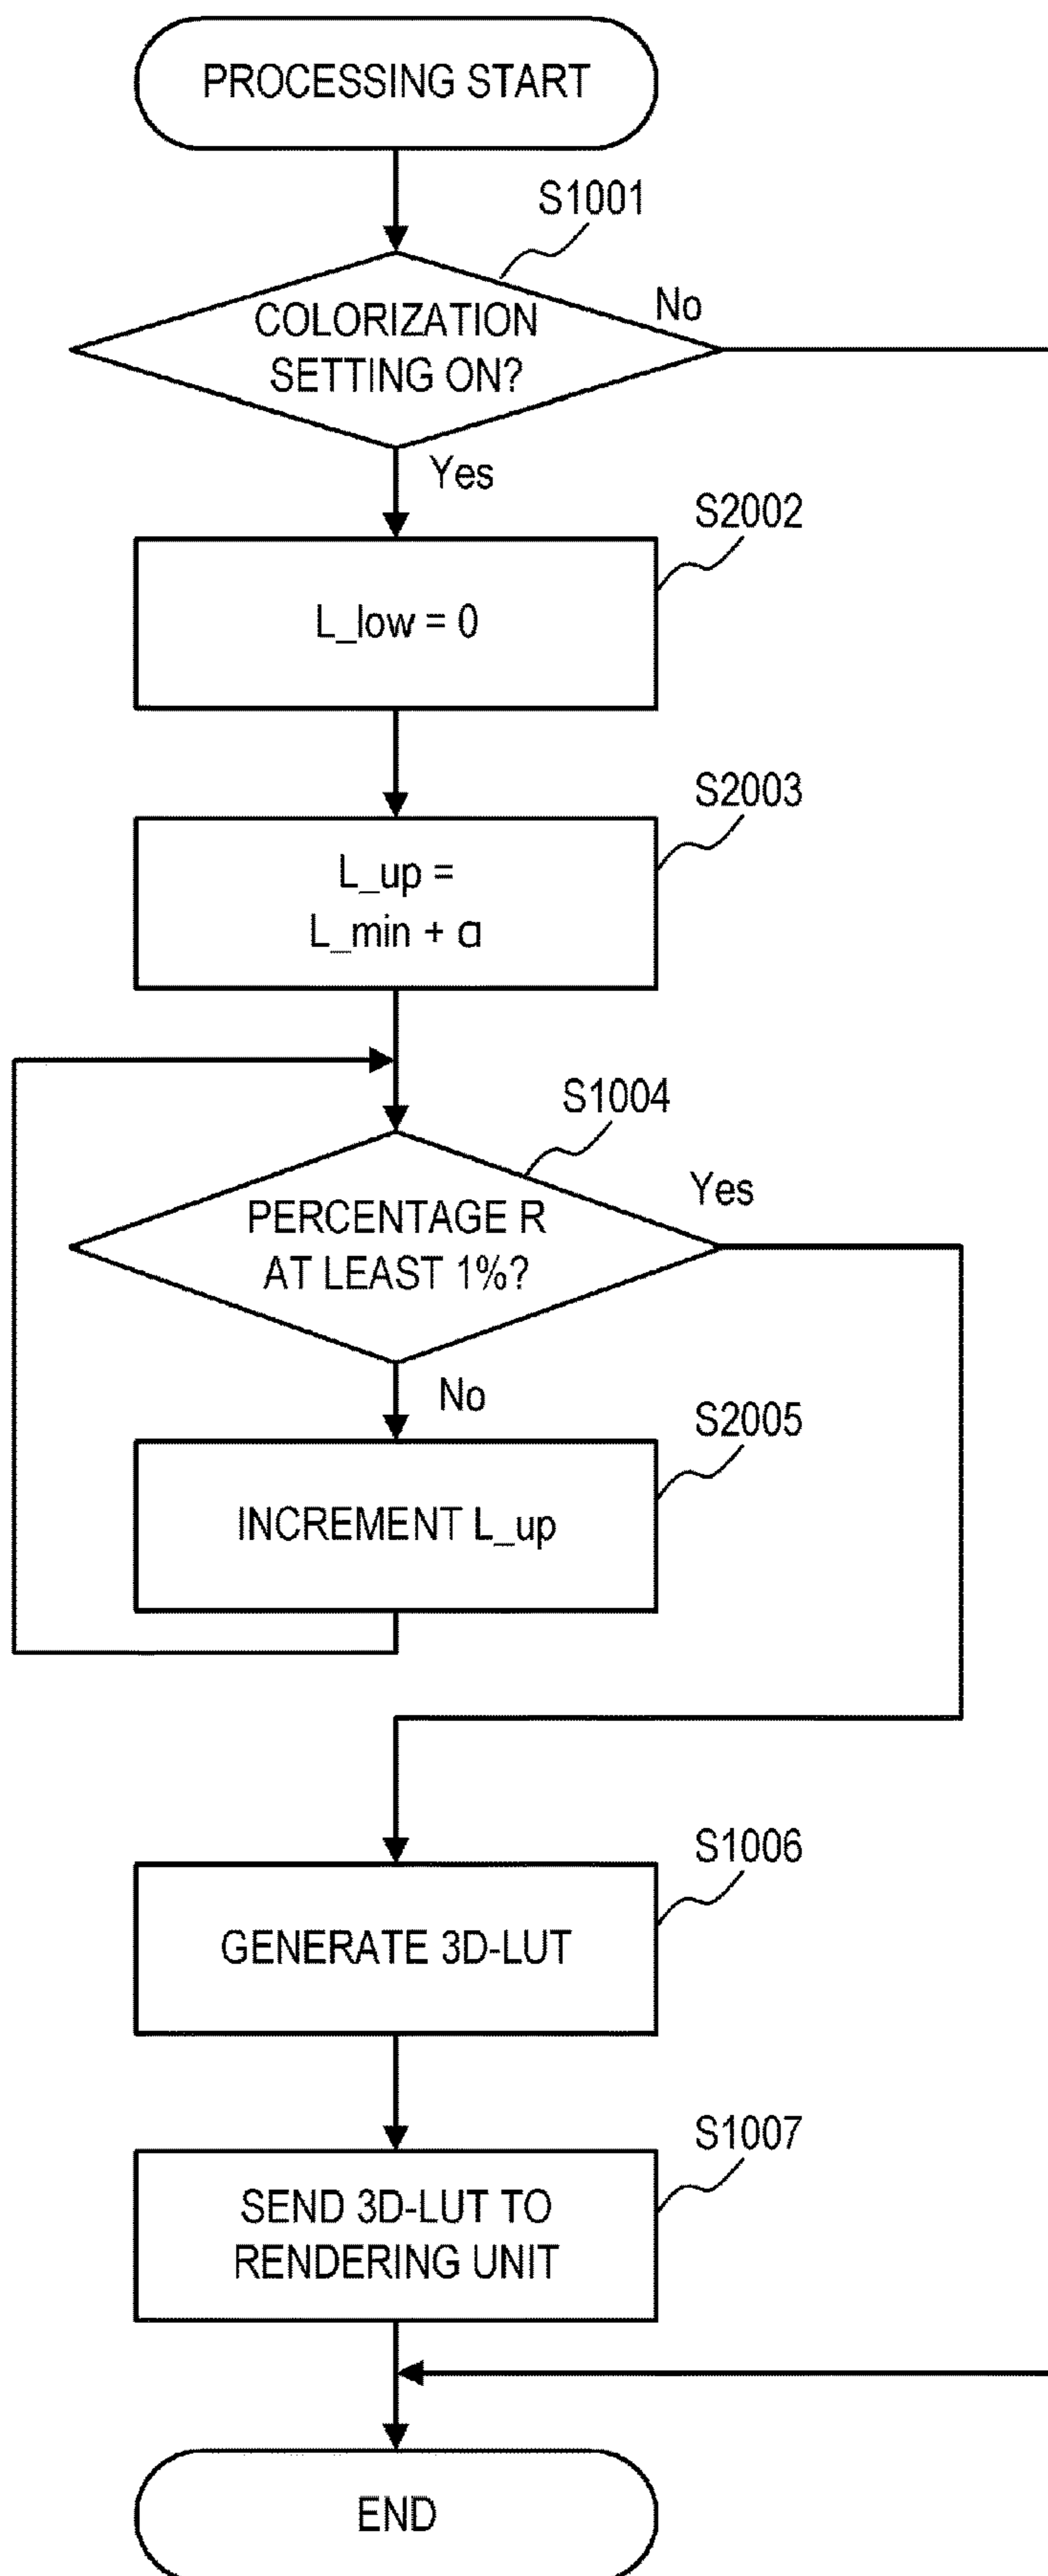 PROCESSING START
S1001
COLORIZATION
SETTING ON?
No
Yes
S2002
L_low = 0
S2003
L_up =
L_min + α
S1004
PERCENTAGE R
AT LEAST 1%?
Yes
No
S2005
INCREMENT L_up
S1006
GENERATE 3D-LUT
S1007
SEND 3D-LUT TO
RENDERING UNIT
END